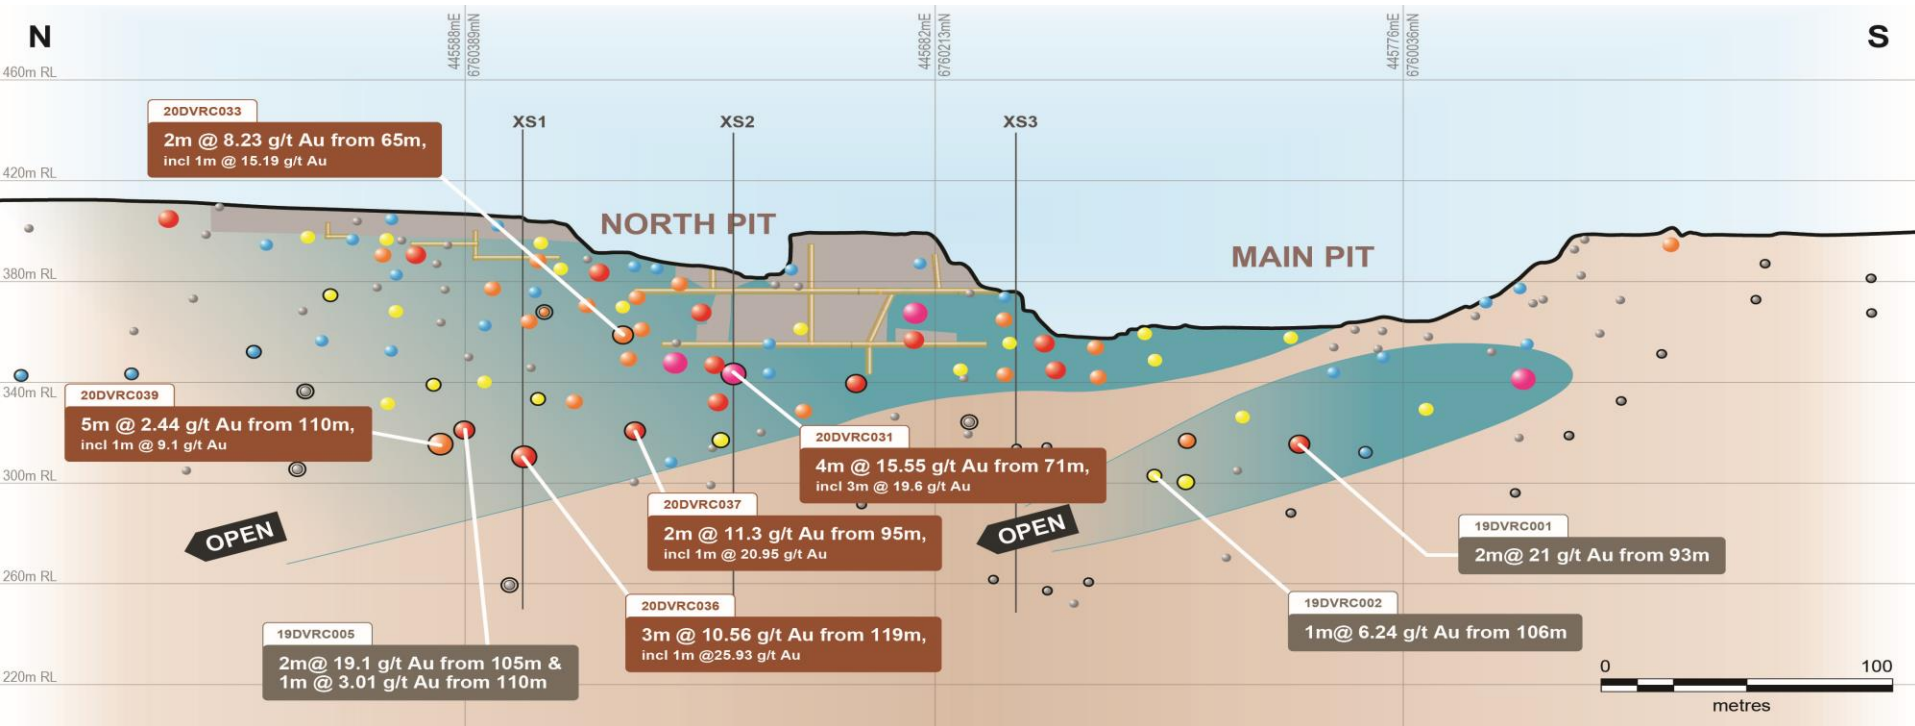 N
S
445588mE
6760389mN
445682mE
6760213mN
445776mE
6760036mN
460m RL
420m RL
380m RL
340m RL
300m RL
260m RL
220m RL
XS1
XS2
XS3
NORTH PIT
MAIN PIT
20DVRC033
2m @ 8.23 g/t Au from 65m,
incl 1m @ 15.19 g/t Au
20DVRC039
5m @ 2.44 g/t Au from 110m,
incl 1m @ 9.1 g/t Au
20DVRC031
4m @ 15.55 g/t Au from 71m,
incl 3m @ 19.6 g/t Au
20DVRC037
2m @ 11.3 g/t Au from 95m,
incl 1m @ 20.95 g/t Au
OPEN
OPEN
19DVRC001
2m@ 21 g/t Au from 93m
20DVRC036
3m @ 10.56 g/t Au from 119m,
incl 1m @25.93 g/t Au
19DVRC002
1m@ 6.24 g/t Au from 106m
19DVRC005
2m@ 19.1 g/t Au from 105m &
1m @ 3.01 g/t Au from 110m
0
100
metres